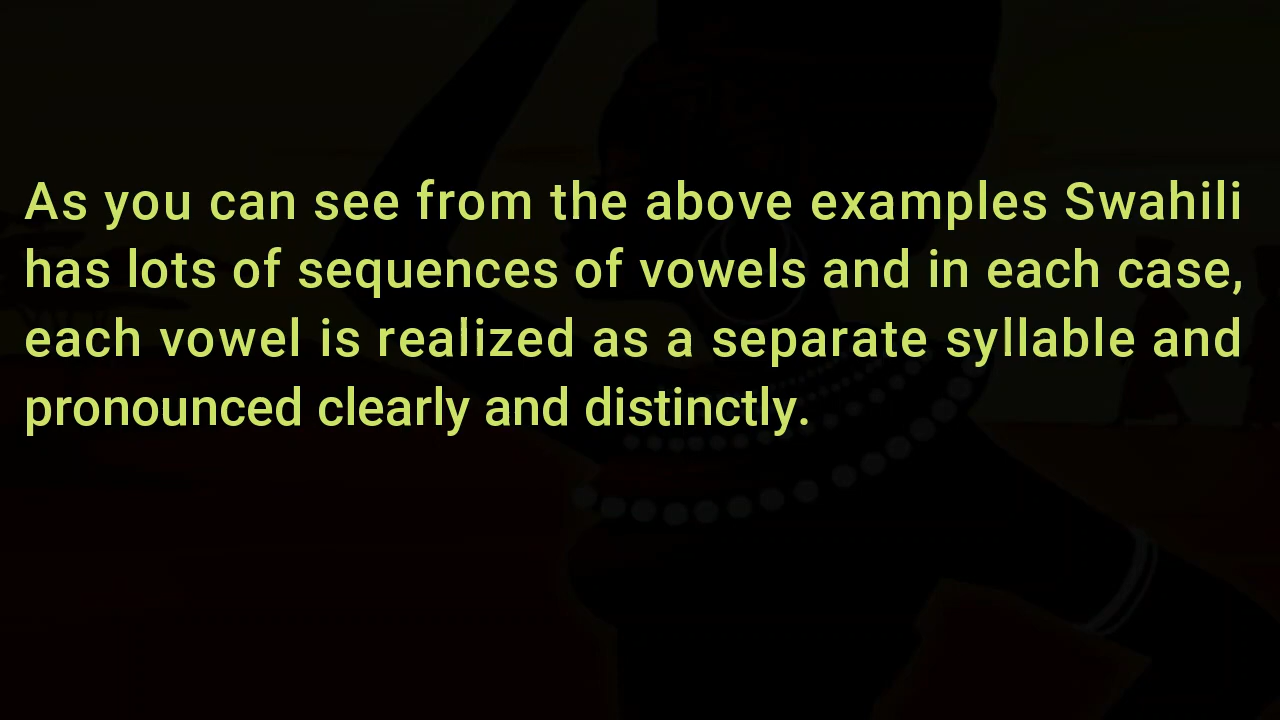 As you can see from the above examples Swahili
has lots of sequences of vowels and in each case,
each vowel is realized as a separate syllable and
pronounced clearly and distinctly.